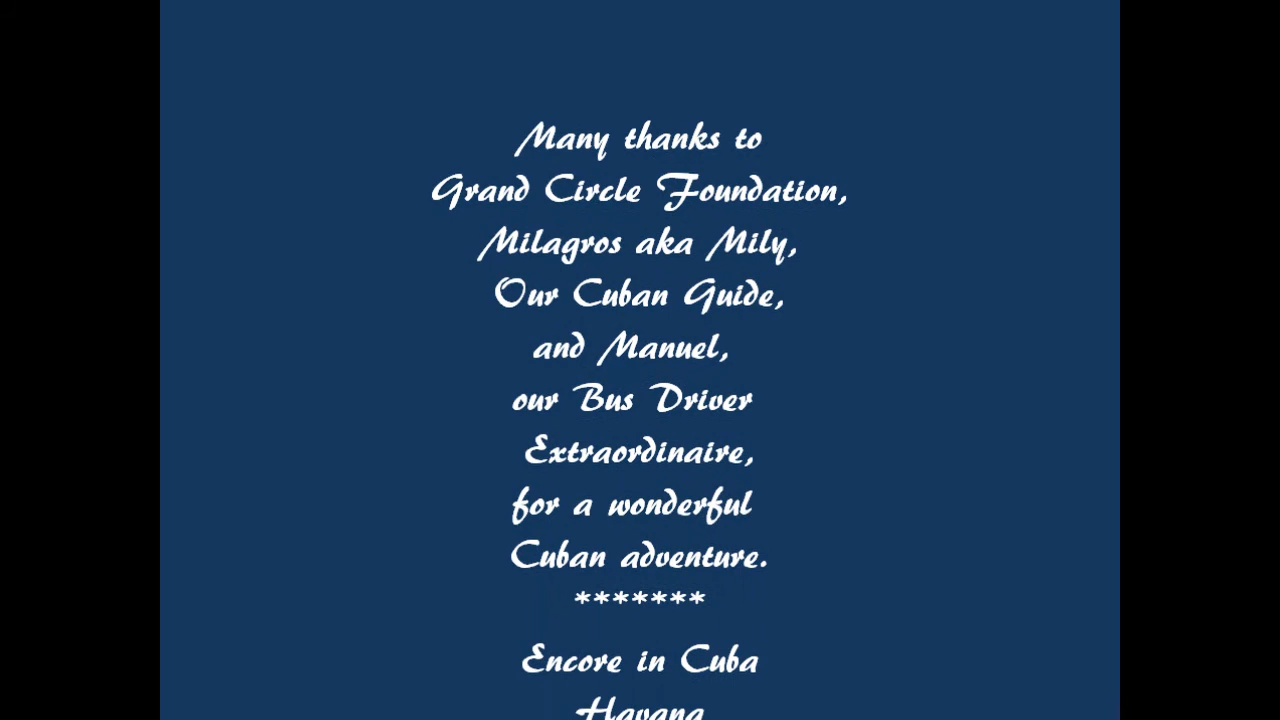 Many thanks to
Grand Circle Foundation,
Milagros aka Mily,
Our Cuban Guide,
and Manuel,
our Bus Driver
Extraordinaire,
for a wonderful
Cuban adventure.
*******
Encore in Cuba
Havana